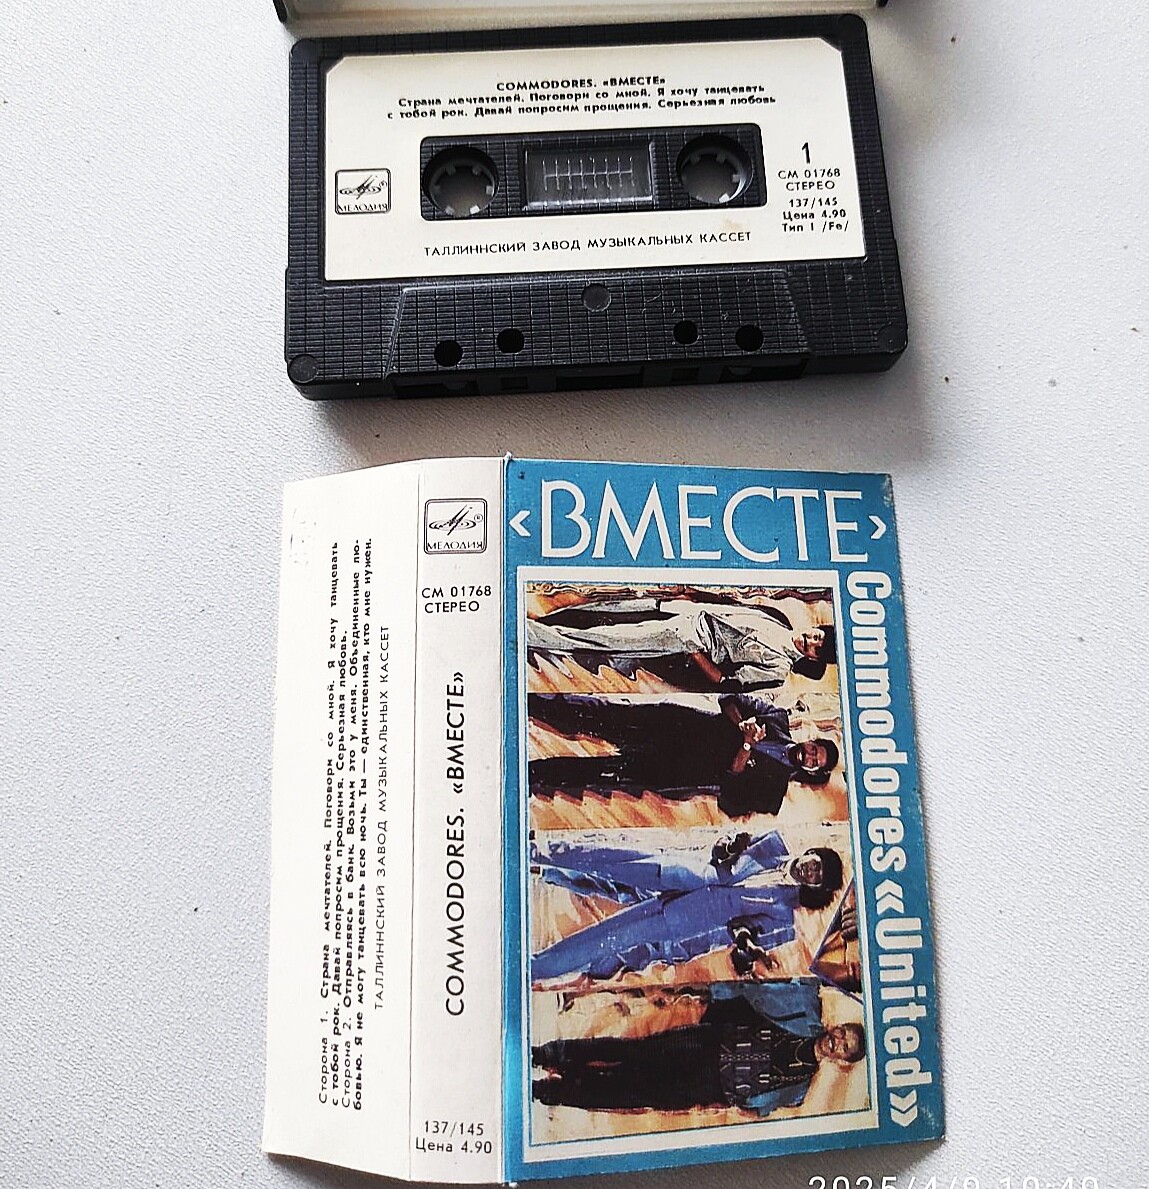 COMMODORES. «ВМЕСТЕ»
Страна мечтателей. Поговори со мной. Я хочу танцевать
с тобой рок. Давай попросим прощения. Серьезная любовь
МЕЛОДИЯ
1
СМ 01768
СТЕРЕО
137/145
Цена 4.90
Тип I /Fe/
ТАЛЛИННСКИЙ ЗАВОД МУЗЫКАЛЬНЫХ КАССЕТ
Сторона 1. Страна мечтателей. Поговори со мной. Я хочу танцевать
с тобой рок. Давай попросим прощения. Серьезная любовь.
Сторона 2. Отправляясь в банк. Возьми это у меня. Объединенные лю-
бовью. Я не могу танцевать всю ночь. Ты — единственная, кто мне нужен.
ТАЛЛИННСКИЙ ЗАВОД МУЗЫКАЛЬНЫХ КАССЕТ
МЕЛОДИЯ
СМ 01768
СТЕРЕО
COMMODORES. «ВМЕСТЕ»
137/145
Цена 4.90
‹ВМЕСТЕ›
Commodores «United»